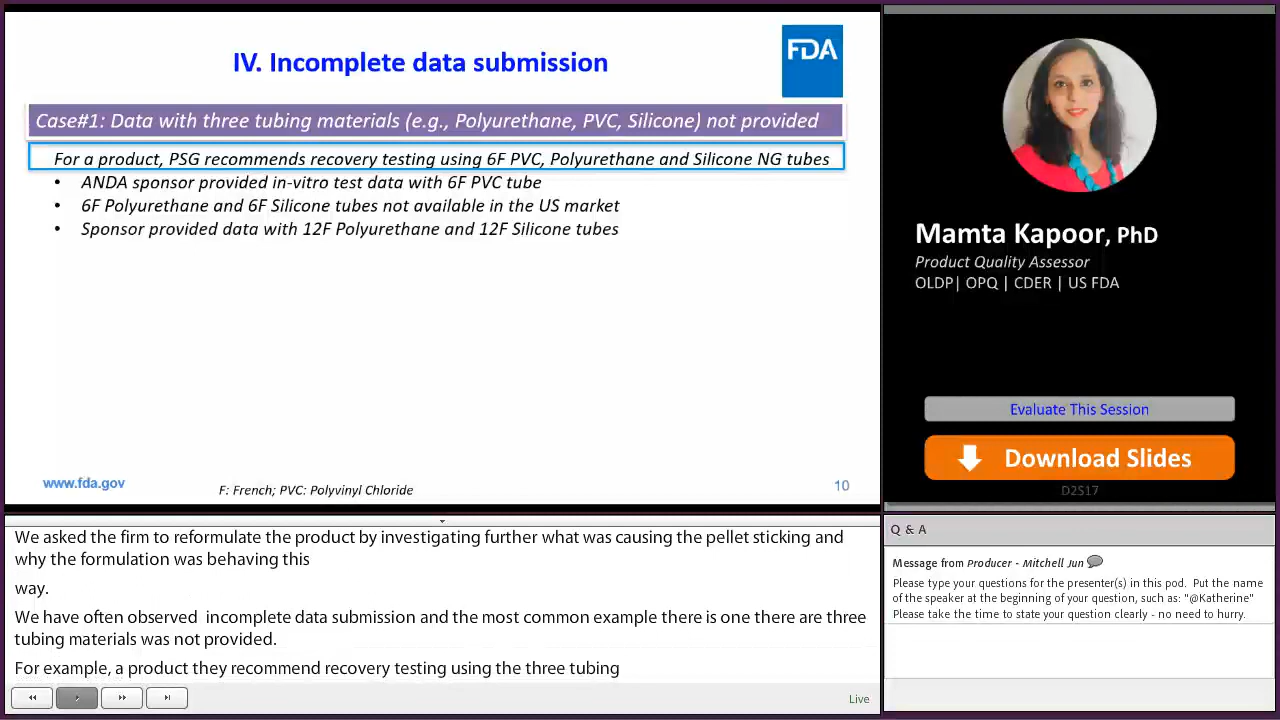 IV. Incomplete data submission
FDA
Case#1: Data with three tubing materials (e.g., Polyurethane, PVC, Silicone) not provided
For a product, PSG recommends recovery testing using 6F PVC, Polyurethane and Silicone NG tubes
• ANDA sponsor provided in-vitro test data with 6F PVC tube
• 6F Polyurethane and 6F Silicone tubes not available in the US market
• Sponsor provided data with 12F Polyurethane and 12F Silicone tubes
www.fda.gov
F: French; PVC: Polyvinyl Chloride
10
Mamta Kapoor, PhD
Product Quality Assessor
OLDP| OPQ | CDER | US FDA
Evaluate This Session
Download Slides
D2S17
We asked the firm to reformulate the product by investigating further what was causing the pellet sticking and
why the formulation was behaving this
way.
We have often observed  incomplete data submission and the most common example there is one there are three
tubing materials was not provided.
For example, a product they recommend recovery testing using the three tubing
Live
Q & A
Message from Producer - Mitchell Jun
Please type your questions for the presenter(s) in this pod.  Put the name
of the speaker at the beginning of your question, such as: "@Katherine"
Please take the time to state your question clearly - no need to hurry.